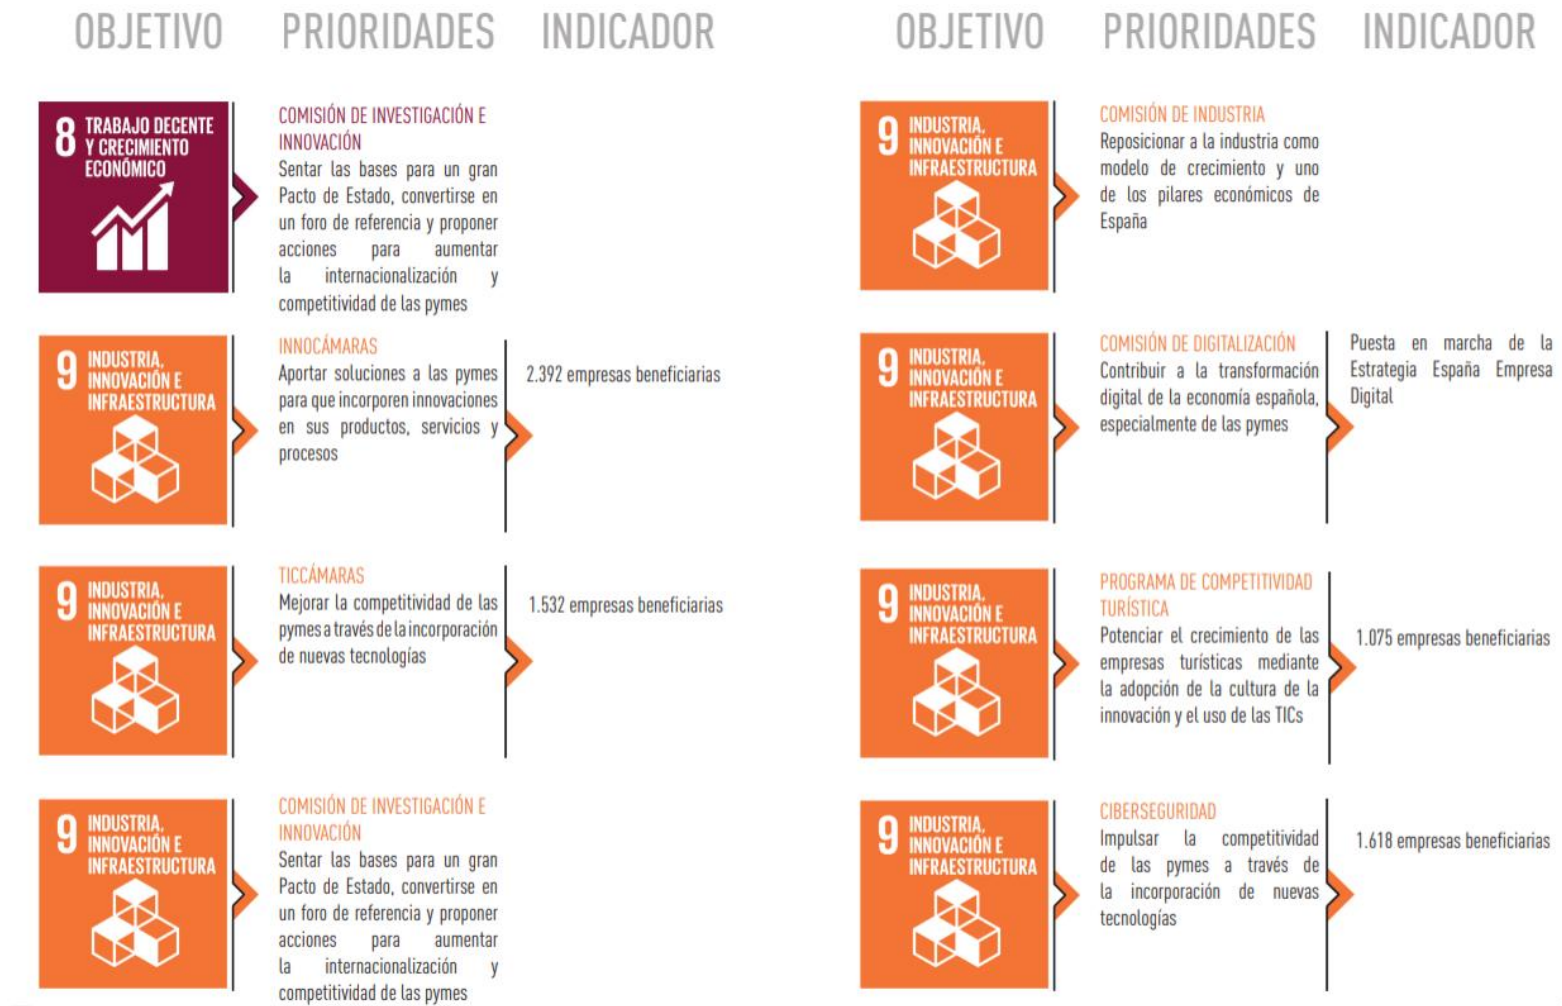 OBJETIVO PRIORIDADES INDICADOR
8 TRABAJO DECENTE
Y CRECIMIENTO
ECONÓMICO
COMISIÓN DE INVESTIGACIÓN E
INNOVACIÓN
Sentar las bases para un gran
Pacto de Estado, convertirse en
un foro de referencia y proponer
acciones para aumentar
la internacionalización y
competitividad de las pymes
9 INDUSTRIA,
INNOVACIÓN E
INFRAESTRUCTURA
INNOCÁMARAS
Aportar soluciones a las pymes
para que incorporen innovaciones
en sus productos, servicios y
procesos
2.392 empresas beneficiarias
9 INDUSTRIA,
INNOVACIÓN E
INFRAESTRUCTURA
TICCÁMARAS
Mejorar la competitividad de las
pymes a través de la incorporación
de nuevas tecnologías
1.532 empresas beneficiarias
9 INDUSTRIA,
INNOVACIÓN E
INFRAESTRUCTURA
COMISIÓN DE INVESTIGACIÓN E
INNOVACIÓN
Sentar las bases para un gran
Pacto de Estado, convertirse en
un foro de referencia y proponer
acciones para aumentar
la internacionalización y
competitividad de las pymes
OBJETIVO PRIORIDADES INDICADOR
9 INDUSTRIA,
INNOVACIÓN E
INFRAESTRUCTURA
COMISIÓN DE INDUSTRIA
Reposicionar a la industria como
modelo de crecimiento y uno
de los pilares económicos de
España
9 INDUSTRIA,
INNOVACIÓN E
INFRAESTRUCTURA
COMISIÓN DE DIGITALIZACIÓN
Contribuir a la transformación
digital de la economía española,
especialmente de las pymes
Puesta en marcha de la
Estrategia España Empresa
Digital
9 INDUSTRIA,
INNOVACIÓN E
INFRAESTRUCTURA
PROGRAMA DE COMPETITIVIDAD
TURÍSTICA
Potenciar el crecimiento de las
empresas turísticas mediante
la adopción de la cultura de la
innovación y el uso de las TICs
1.075 empresas beneficiarias
9 INDUSTRIA,
INNOVACIÓN E
INFRAESTRUCTURA
CIBERSEGURIDAD
Impulsar la competitividad
de las pymes a través de
la incorporación de nuevas
tecnologías
1.618 empresas beneficiarias